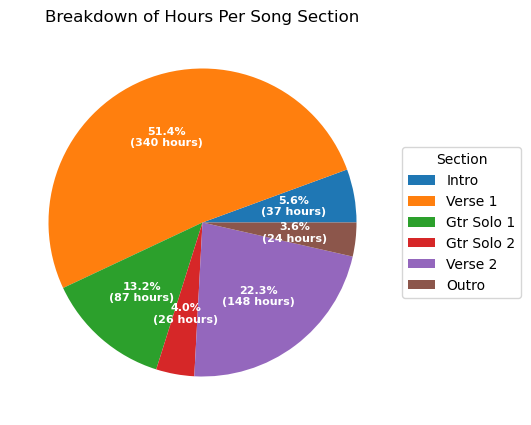 Breakdown of Hours Per Song Section
51.4%
(340 hours)
5.6%
(37 hours)
3.6%
(24 hours)
13.2%
(87 hours)
4.0%
(26 hours)
22.3%
(148 hours)
Section
Intro
Verse 1
Gtr Solo 1
Gtr Solo 2
Verse 2
Outro